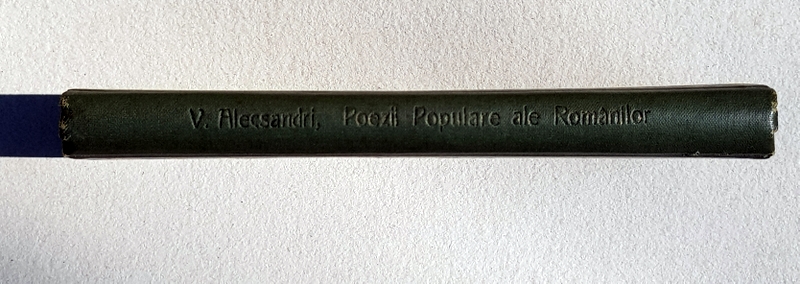 V. Alecsandri, Poezii Populare ale Românilor